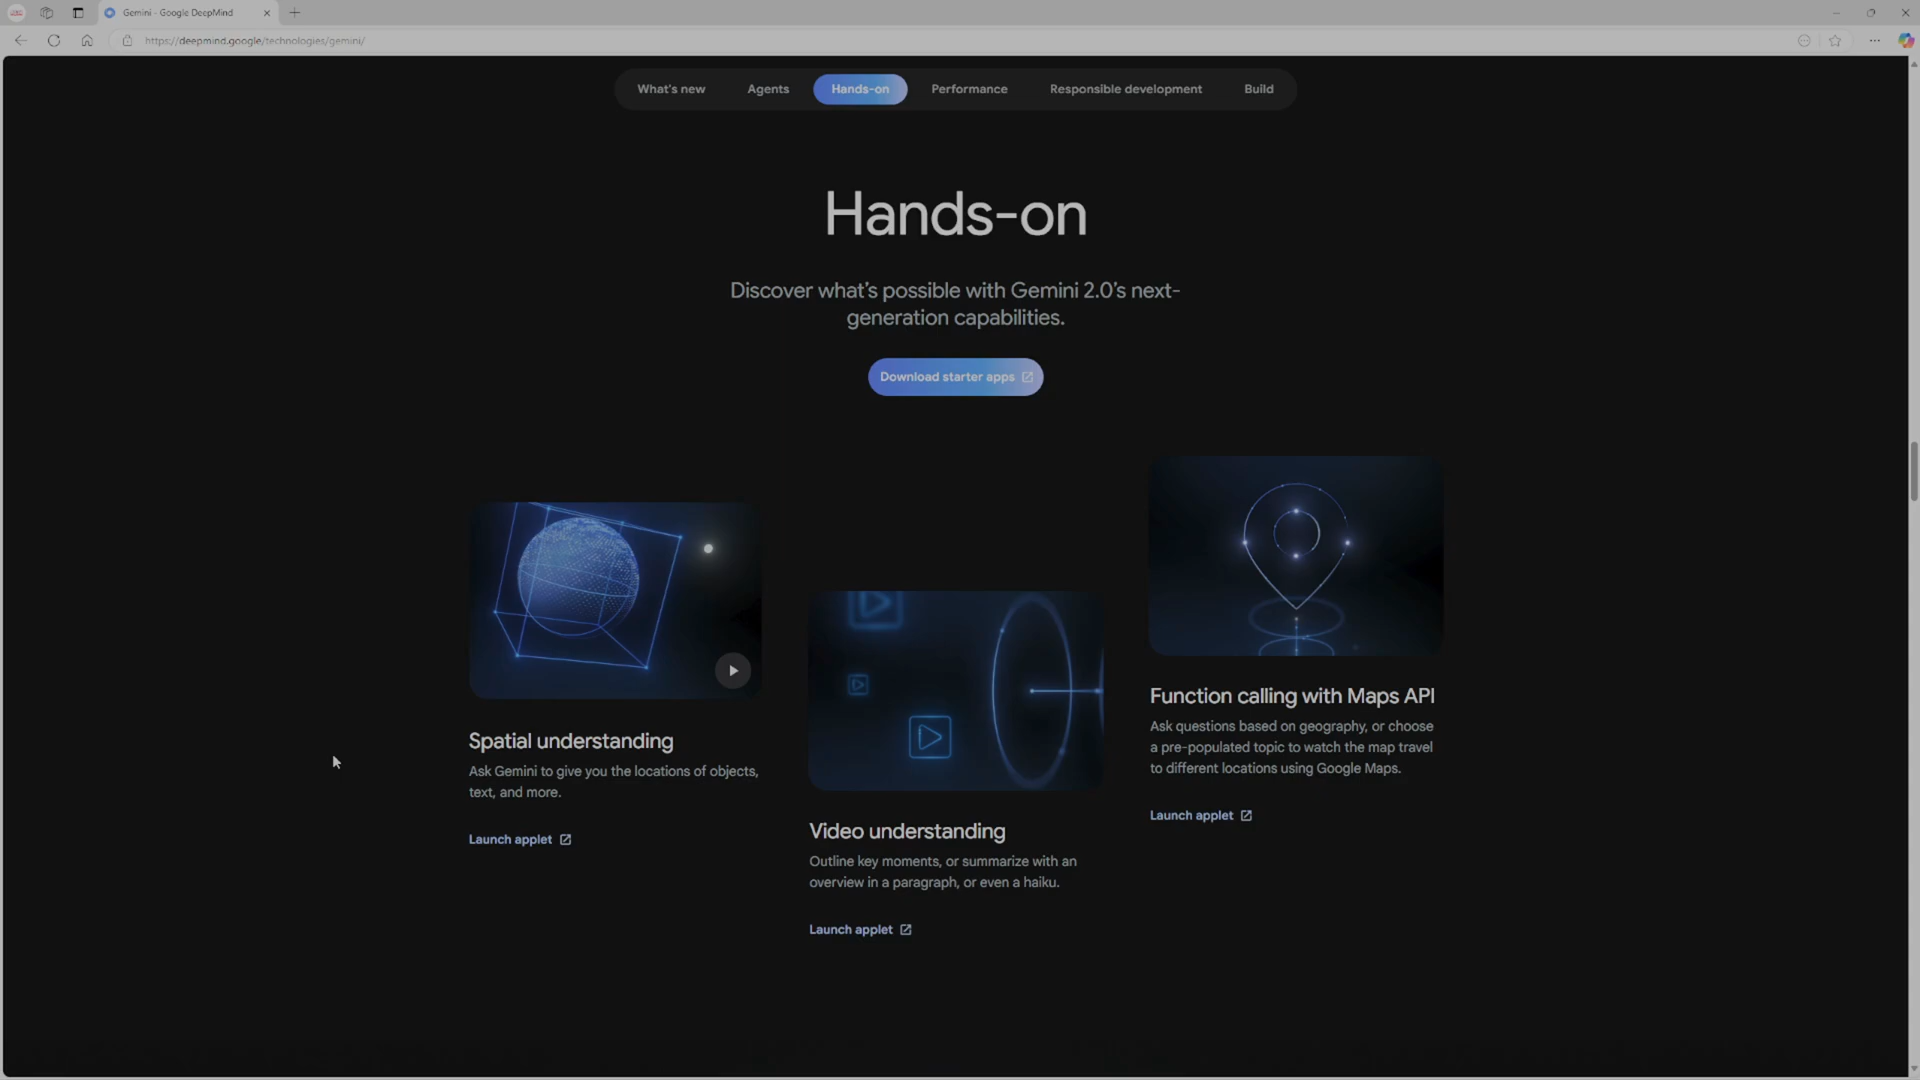 Gemini - Google DeepMind
https://deepmind.google/technologies/gemini/
What's new
Agents
Hands-on
Performance
Responsible development
Build
Hands-on
Discover what's possible with Gemini 2.0's next-
generation capabilities.
Download starter apps
Spatial understanding
Ask Gemini to give you the locations of objects,
text, and more.
Launch applet
Video understanding
Outline key moments, or summarize with an
overview in a paragraph, or even a haiku.
Launch applet
Function calling with Maps API
Ask questions based on geography, or choose
a pre-populated topic to watch the map travel
to different locations using Google Maps.
Launch applet